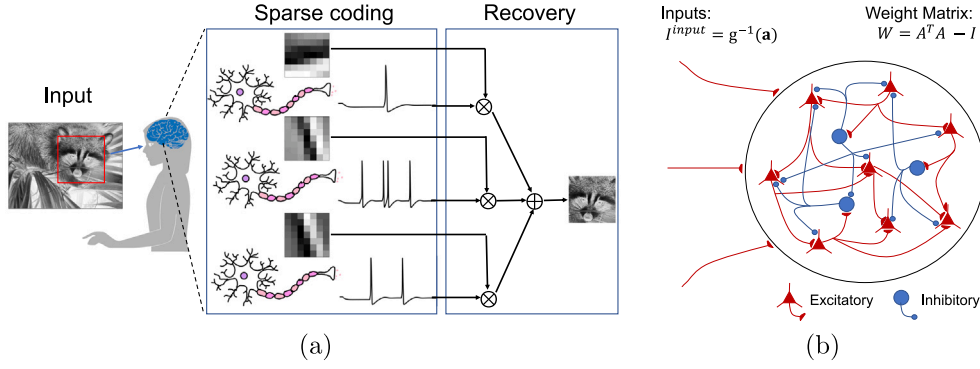 Sparse coding
Recovery
Input
(a)
Inputs:
I^{input} = g^{-1}(𝐚)
Weight Matrix:
W = A^T A − I
Excitatory
Inhibitory
(b)